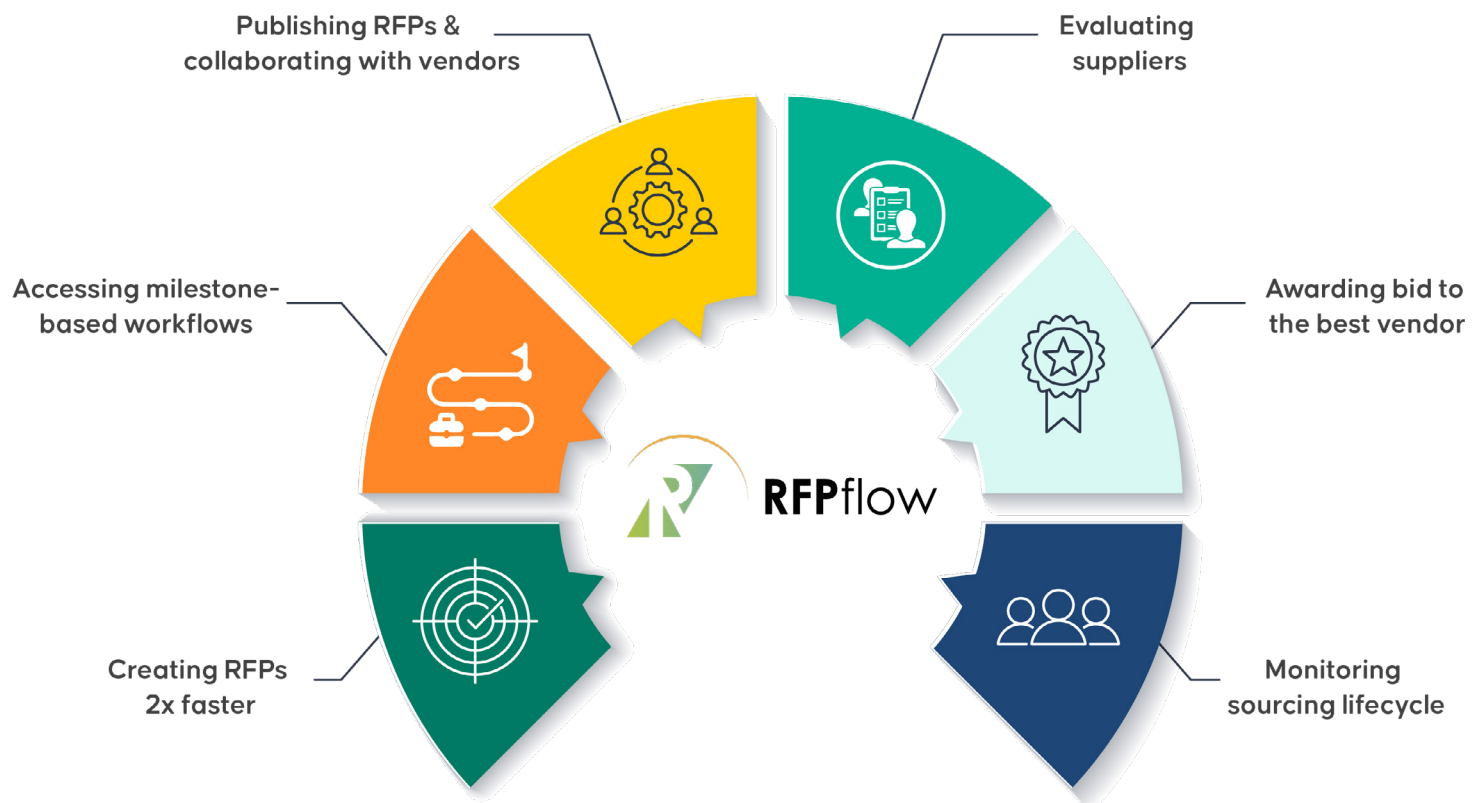 Publishing RFPs &
collaborating with vendors
Evaluating
suppliers
Accessing milestone-
based workflows
Awarding bid to
the best vendor
R RFPflow
Creating RFPs
2x faster
Monitoring
sourcing lifecycle